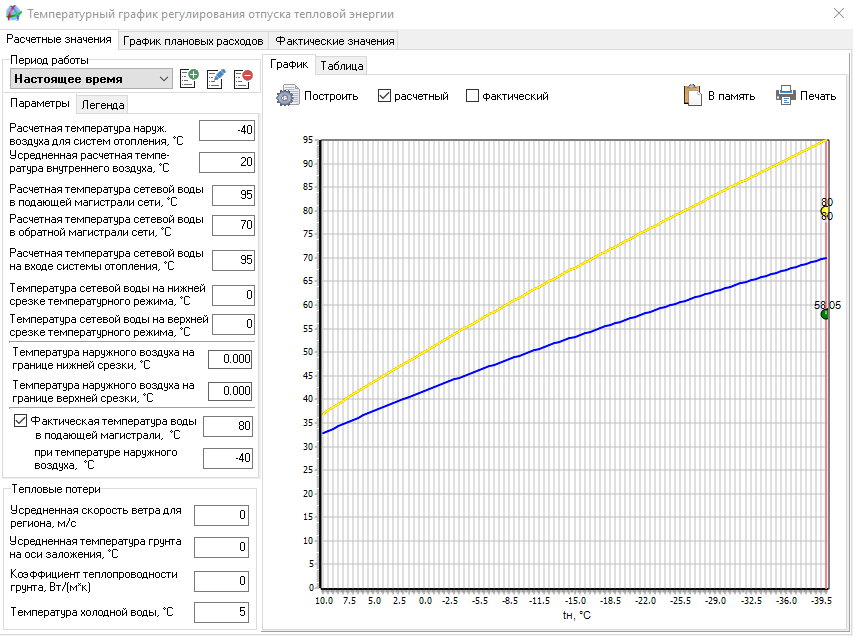 Температурный график регулирования отпуска тепловой энергии
Расчетные значения
График плановых расходов
Фактические значения
Период работы
Настоящее время
Параметры
Легенда
Расчетная температура наруж.
воздуха для систем отопления, °C
-40
Усредненная расчетная темпе-
ратура внутреннего воздуха, °C
20
Расчетная температура сетевой воды
в подающей магистрали сети, °C
95
Расчетная температура сетевой воды
в обратной магистрали сети, °C
70
Расчетная температура сетевой воды
на входе системы отопления, °C
95
Температура сетевой воды на нижней
срезке температурного режима, °C
0
Температура сетевой воды на верхней
срезке температурного режима, °C
0
Температура наружного воздуха на
границе нижней срезки, °C
0.000
Температура наружного воздуха на
границе верхней срезки, °C
0.000
Фактическая температура воды
в подающей магистрали, °C
80
при температуре наружного
воздуха, °C
-40
Тепловые потери
Усредненная скорость ветра для
региона, м/с
0
Усредненная температура грунта
на оси заложения, °C
0
Коэффициент теплопроводности
грунта, Вт/(м*к)
0
Температура холодной воды, °C
5
График
Таблица
Построить
расчетный
фактический
В память
Печать
95
90
85
80
75
70
65
60
55
50
45
40
35
30
25
20
15
10
5
0
80
80
58.05
10.0 7.5 5.0 2.5 0.0 -2.5 -5.5 -8.5 -11.5 -15.0 -18.5 -22.0 -25.5 -29.0 -32.5 -36.0 -39.5
tн, °C